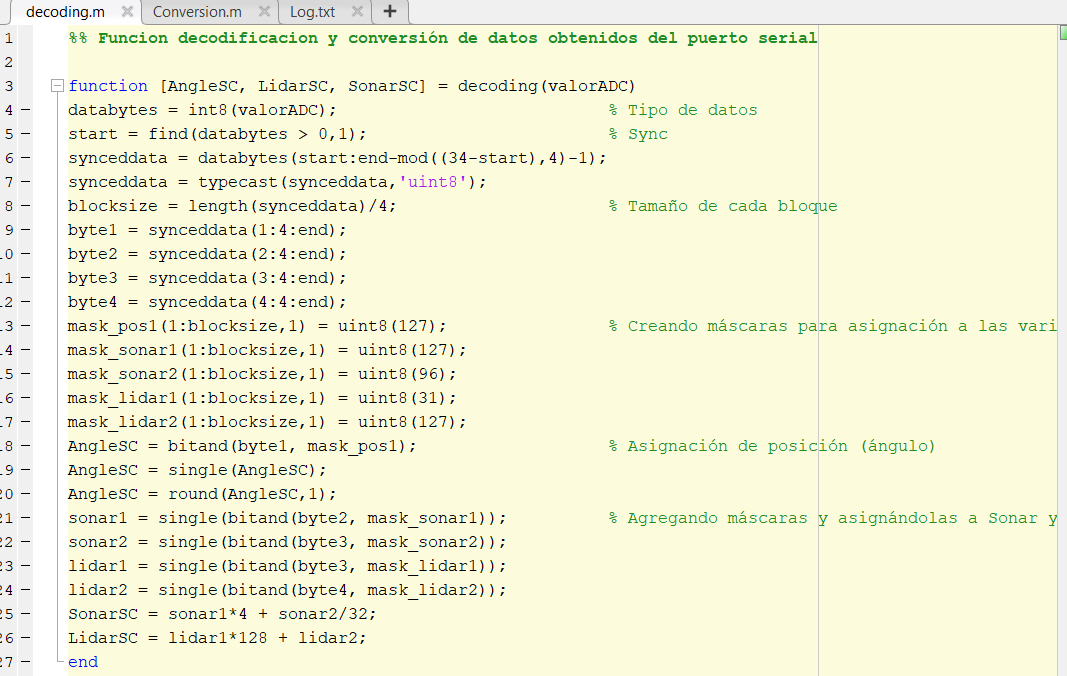 decoding.m × Conversion.m × Log.txt × +
1 %% Funcion decodificacion y conversión de datos obtenidos del puerto serial
2
3 function [AngleSC, LidarSC, SonarSC] = decoding(valorADC)
4 – databytes = int8(valorADC); % Tipo de datos
5 – start = find(databytes > 0,1); % Sync
6 – synceddata = databytes(start:end-mod((34-start),4)-1);
7 – synceddata = typecast(synceddata,'uint8');
8 – blocksize = length(synceddata)/4; % Tamaño de cada bloque
9 – byte1 = synceddata(1:4:end);
10 – byte2 = synceddata(2:4:end);
11 – byte3 = synceddata(3:4:end);
12 – byte4 = synceddata(4:4:end);
13 – mask_pos1(1:blocksize,1) = uint8(127); % Creando máscaras para asignación a las vari
14 – mask_sonar1(1:blocksize,1) = uint8(127);
15 – mask_sonar2(1:blocksize,1) = uint8(96);
16 – mask_lidar1(1:blocksize,1) = uint8(31);
17 – mask_lidar2(1:blocksize,1) = uint8(127);
18 – AngleSC = bitand(byte1, mask_pos1); % Asignación de posición (ángulo)
19 – AngleSC = single(AngleSC);
20 – AngleSC = round(AngleSC,1);
21 – sonar1 = single(bitand(byte2, mask_sonar1)); % Agregando máscaras y asignándolas a Sonar y
22 – sonar2 = single(bitand(byte3, mask_sonar2));
23 – lidar1 = single(bitand(byte3, mask_lidar1));
24 – lidar2 = single(bitand(byte4, mask_lidar2));
25 – SonarSC = sonar1*4 + sonar2/32;
26 – LidarSC = lidar1*128 + lidar2;
27 – end